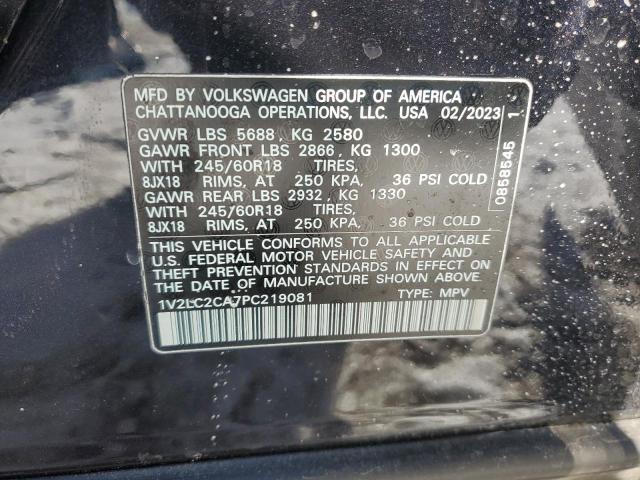 MFD BY VOLKSWAGEN GROUP OF AMERICA
CHATTANOOGA OPERATIONS, LLC. USA 02/2023
GVWR LBS 5688, KG 2580
GAWR FRONT LBS 2866, KG 1300
WITH 245/60R18 TIRES,
8JX18 RIMS, AT 250 KPA, 36 PSI COLD
GAWR REAR LBS 2932, KG 1330
WITH 245/60R18 TIRES,
8JX18 RIMS, AT 250 KPA, 36 PSI COLD
THIS VEHICLE CONFORMS TO ALL APPLICABLE
U.S. FEDERAL MOTOR VEHICLE SAFETY AND
THEFT PREVENTION STANDARDS IN EFFECT ON
THE DATE OF MANUFACTURE SHOWN ABOVE.
1V2LC2CA7PC219081 TYPE: MPV
0868645 1